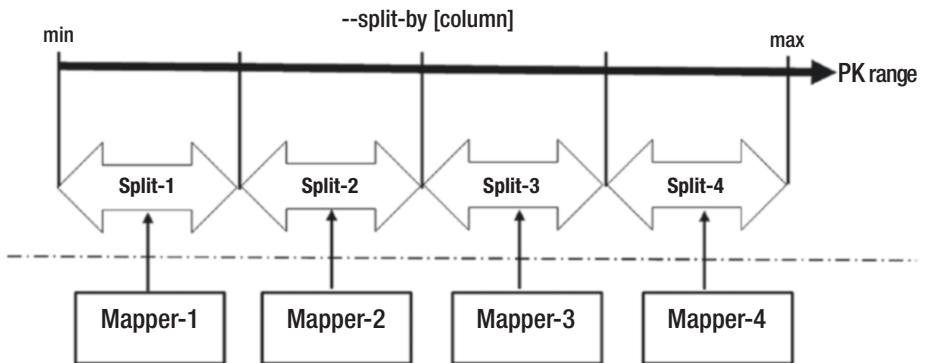 --split-by [column]
min
max
PK range
Split-1
Split-2
Split-3
Split-4
Mapper-1
Mapper-2
Mapper-3
Mapper-4